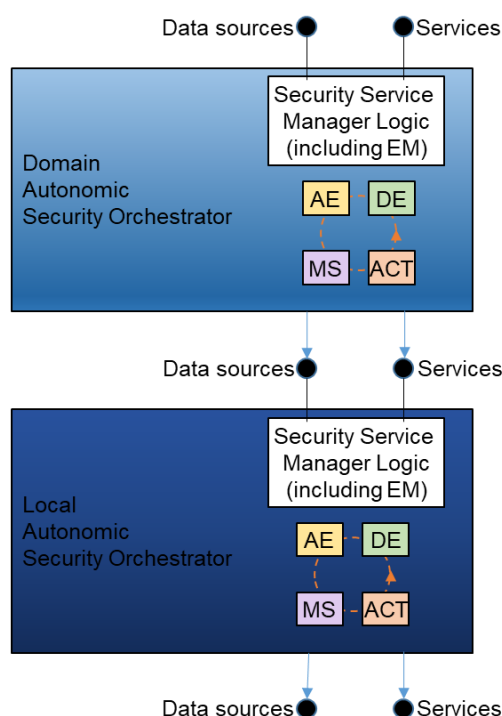 Data sources
Services
Security Service
Manager Logic
(including EM)
Domain
Autonomic
Security Orchestrator
AE
DE
MS
ACT
Data sources
Services
Security Service
Manager Logic
(including EM)
Local
Autonomic
Security Orchestrator
AE
DE
MS
ACT
Data sources
Services